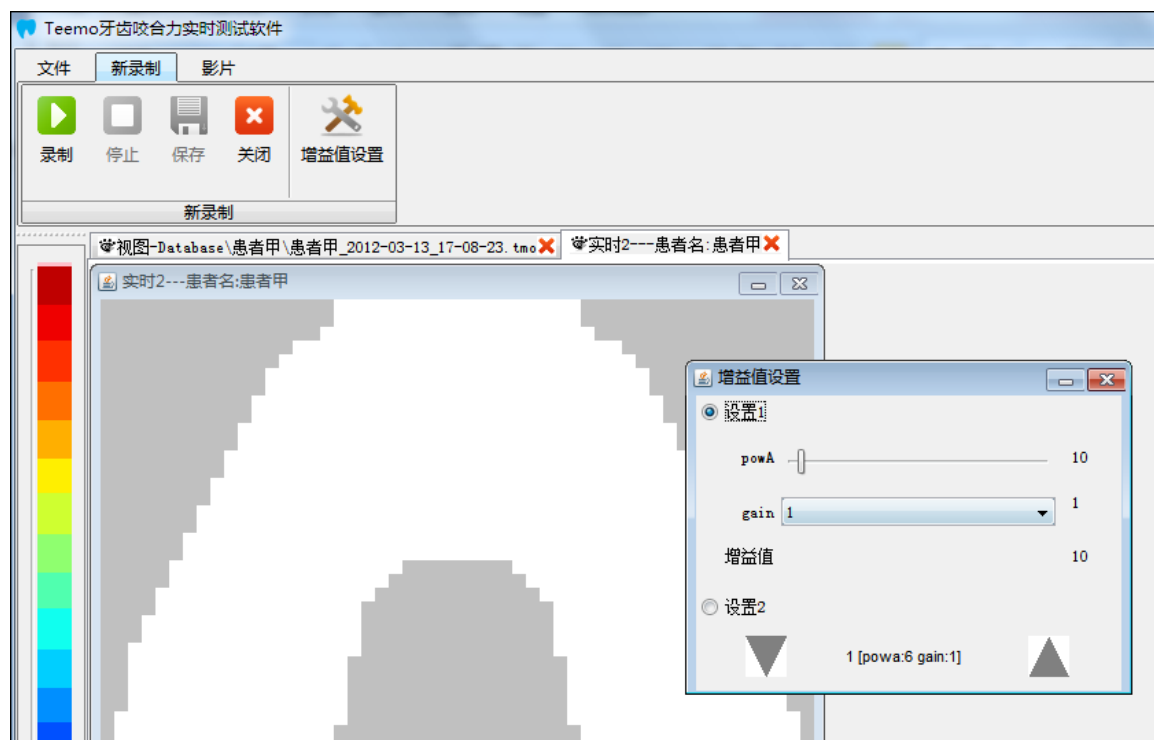 Teemo牙齿咬合力实时测试软件
文件 新录制 影片
录制 停止 保存 关闭 增益值设置
新录制
视图-Database\患者甲\患者甲_2012-03-13_17-08-23.tmo 实时2---患者名:患者甲
实时2---患者名:患者甲
增益值设置
设置1
powA 10
gain 1 1
增益值 10
设置2
1 [powa:6 gain:1]